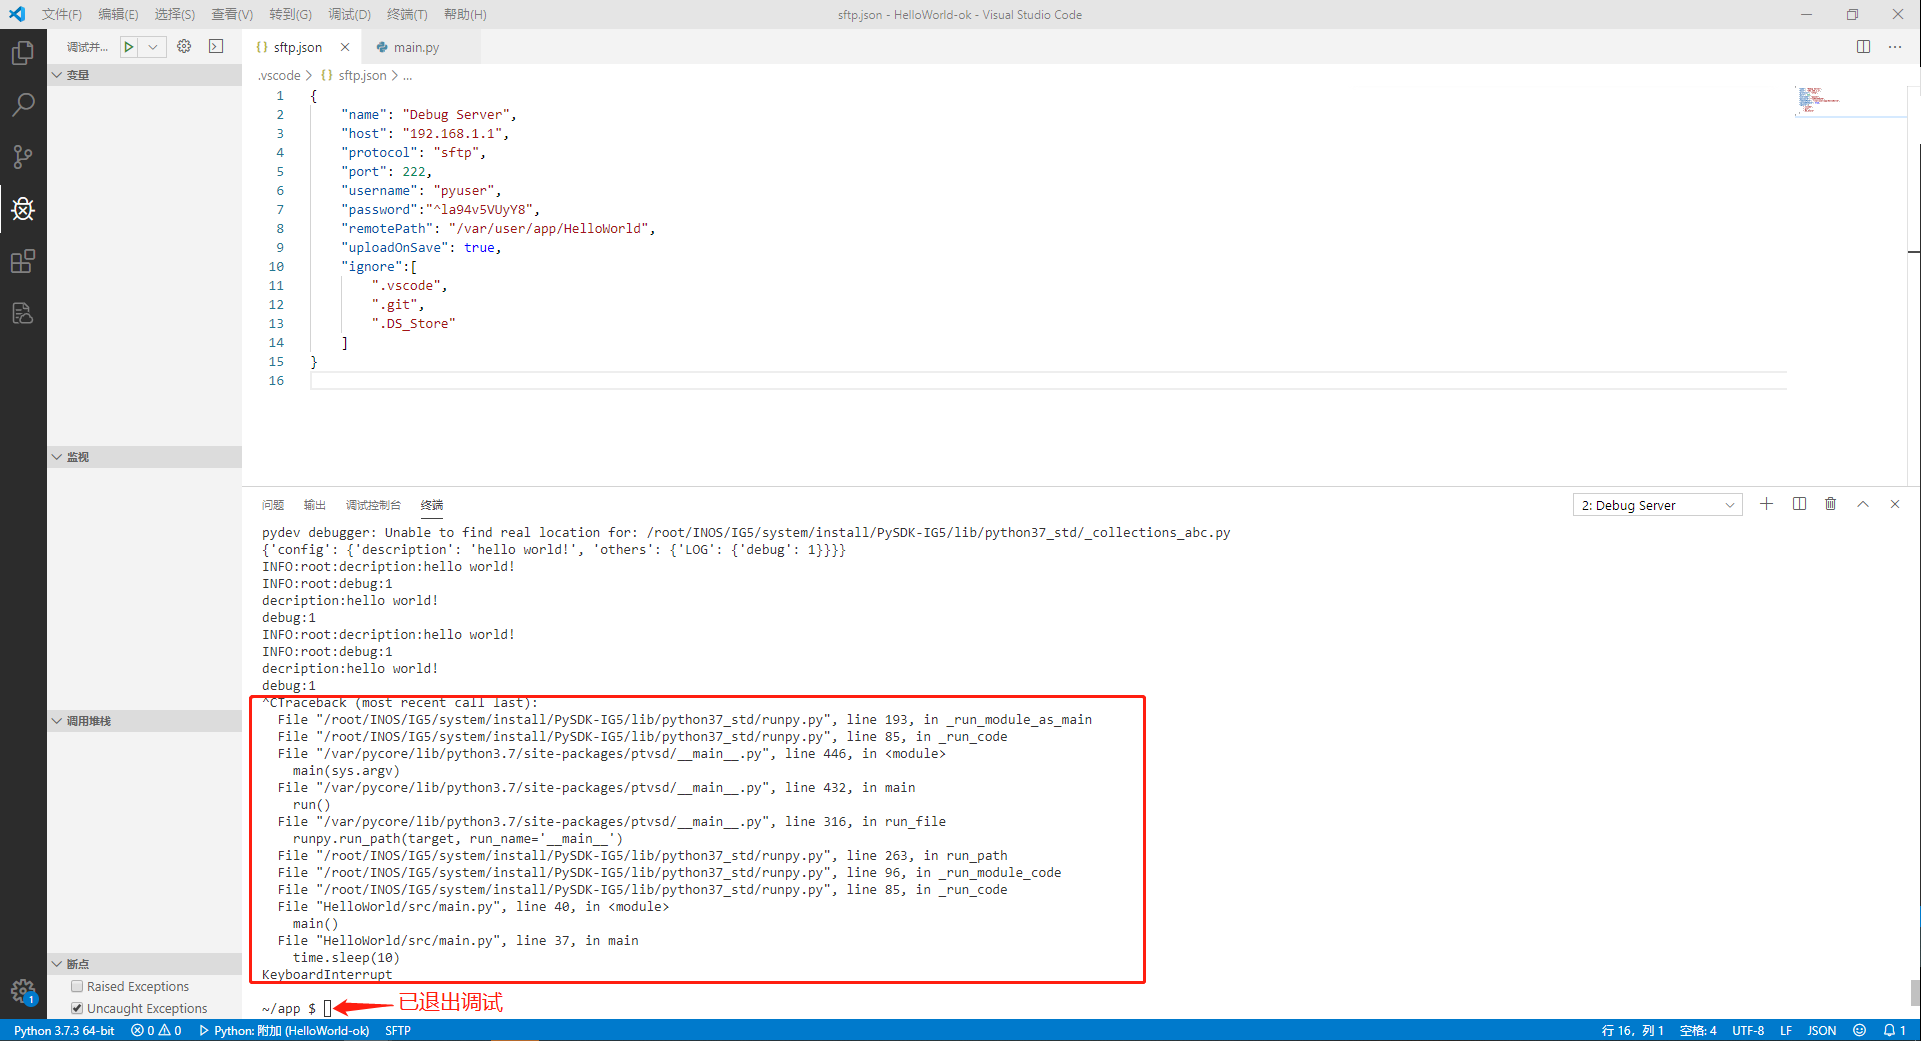 文件(F) 编辑(E) 选择(S) 查看(V) 转到(G) 调试(D) 终端(T) 帮助(H)
sftp.json - HelloWorld-ok - Visual Studio Code
调试并...
{} sftp.json
main.py
变量
.vscode > {} sftp.json > ...
1 {
2 "name": "Debug Server",
3 "host": "192.168.1.1",
4 "protocol": "sftp",
5 "port": 222,
6 "username": "pyuser",
7 "password":"^la94v5VUyY8",
8 "remotePath": "/var/user/app/HelloWorld",
9 "uploadOnSave": true,
10 "ignore":[
11 ".vscode",
12 ".git",
13 ".DS_Store"
14 ]
15 }
16
监视
问题 输出 调试控制台 终端
2: Debug Server
pydev debugger: Unable to find real location for: /root/INOS/IG5/system/install/PySDK-IG5/lib/python37_std/_collections_abc.py
{'config': {'description': 'hello world!', 'others': {'LOG': {'debug': 1}}}}
INFO:root:decription:hello world!
INFO:root:debug:1
decription:hello world!
debug:1
INFO:root:decription:hello world!
INFO:root:debug:1
decription:hello world!
debug:1
^CTraceback (most recent call last):
File "/root/INOS/IG5/system/install/PySDK-IG5/lib/python37_std/runpy.py", line 193, in _run_module_as_main
File "/root/INOS/IG5/system/install/PySDK-IG5/lib/python37_std/runpy.py", line 85, in _run_code
File "/var/pycore/lib/python3.7/site-packages/ptvsd/__main__.py", line 446, in <module>
main(sys.argv)
File "/var/pycore/lib/python3.7/site-packages/ptvsd/__main__.py", line 432, in main
run()
File "/var/pycore/lib/python3.7/site-packages/ptvsd/__main__.py", line 316, in run_file
runpy.run_path(target, run_name='__main__')
File "/root/INOS/IG5/system/install/PySDK-IG5/lib/python37_std/runpy.py", line 263, in run_path
File "/root/INOS/IG5/system/install/PySDK-IG5/lib/python37_std/runpy.py", line 96, in _run_module_code
File "/root/INOS/IG5/system/install/PySDK-IG5/lib/python37_std/runpy.py", line 85, in _run_code
File "HelloWorld/src/main.py", line 40, in <module>
main()
File "HelloWorld/src/main.py", line 37, in main
time.sleep(10)
KeyboardInterrupt
~/app $
已退出调试
调用堆栈
断点
Raised Exceptions
Uncaught Exceptions
1
Python 3.7.3 64-bit 0 0 Python: 附加 (HelloWorld-ok) SFTP
行 16, 列 1 空格: 4 UTF-8 LF JSON 1